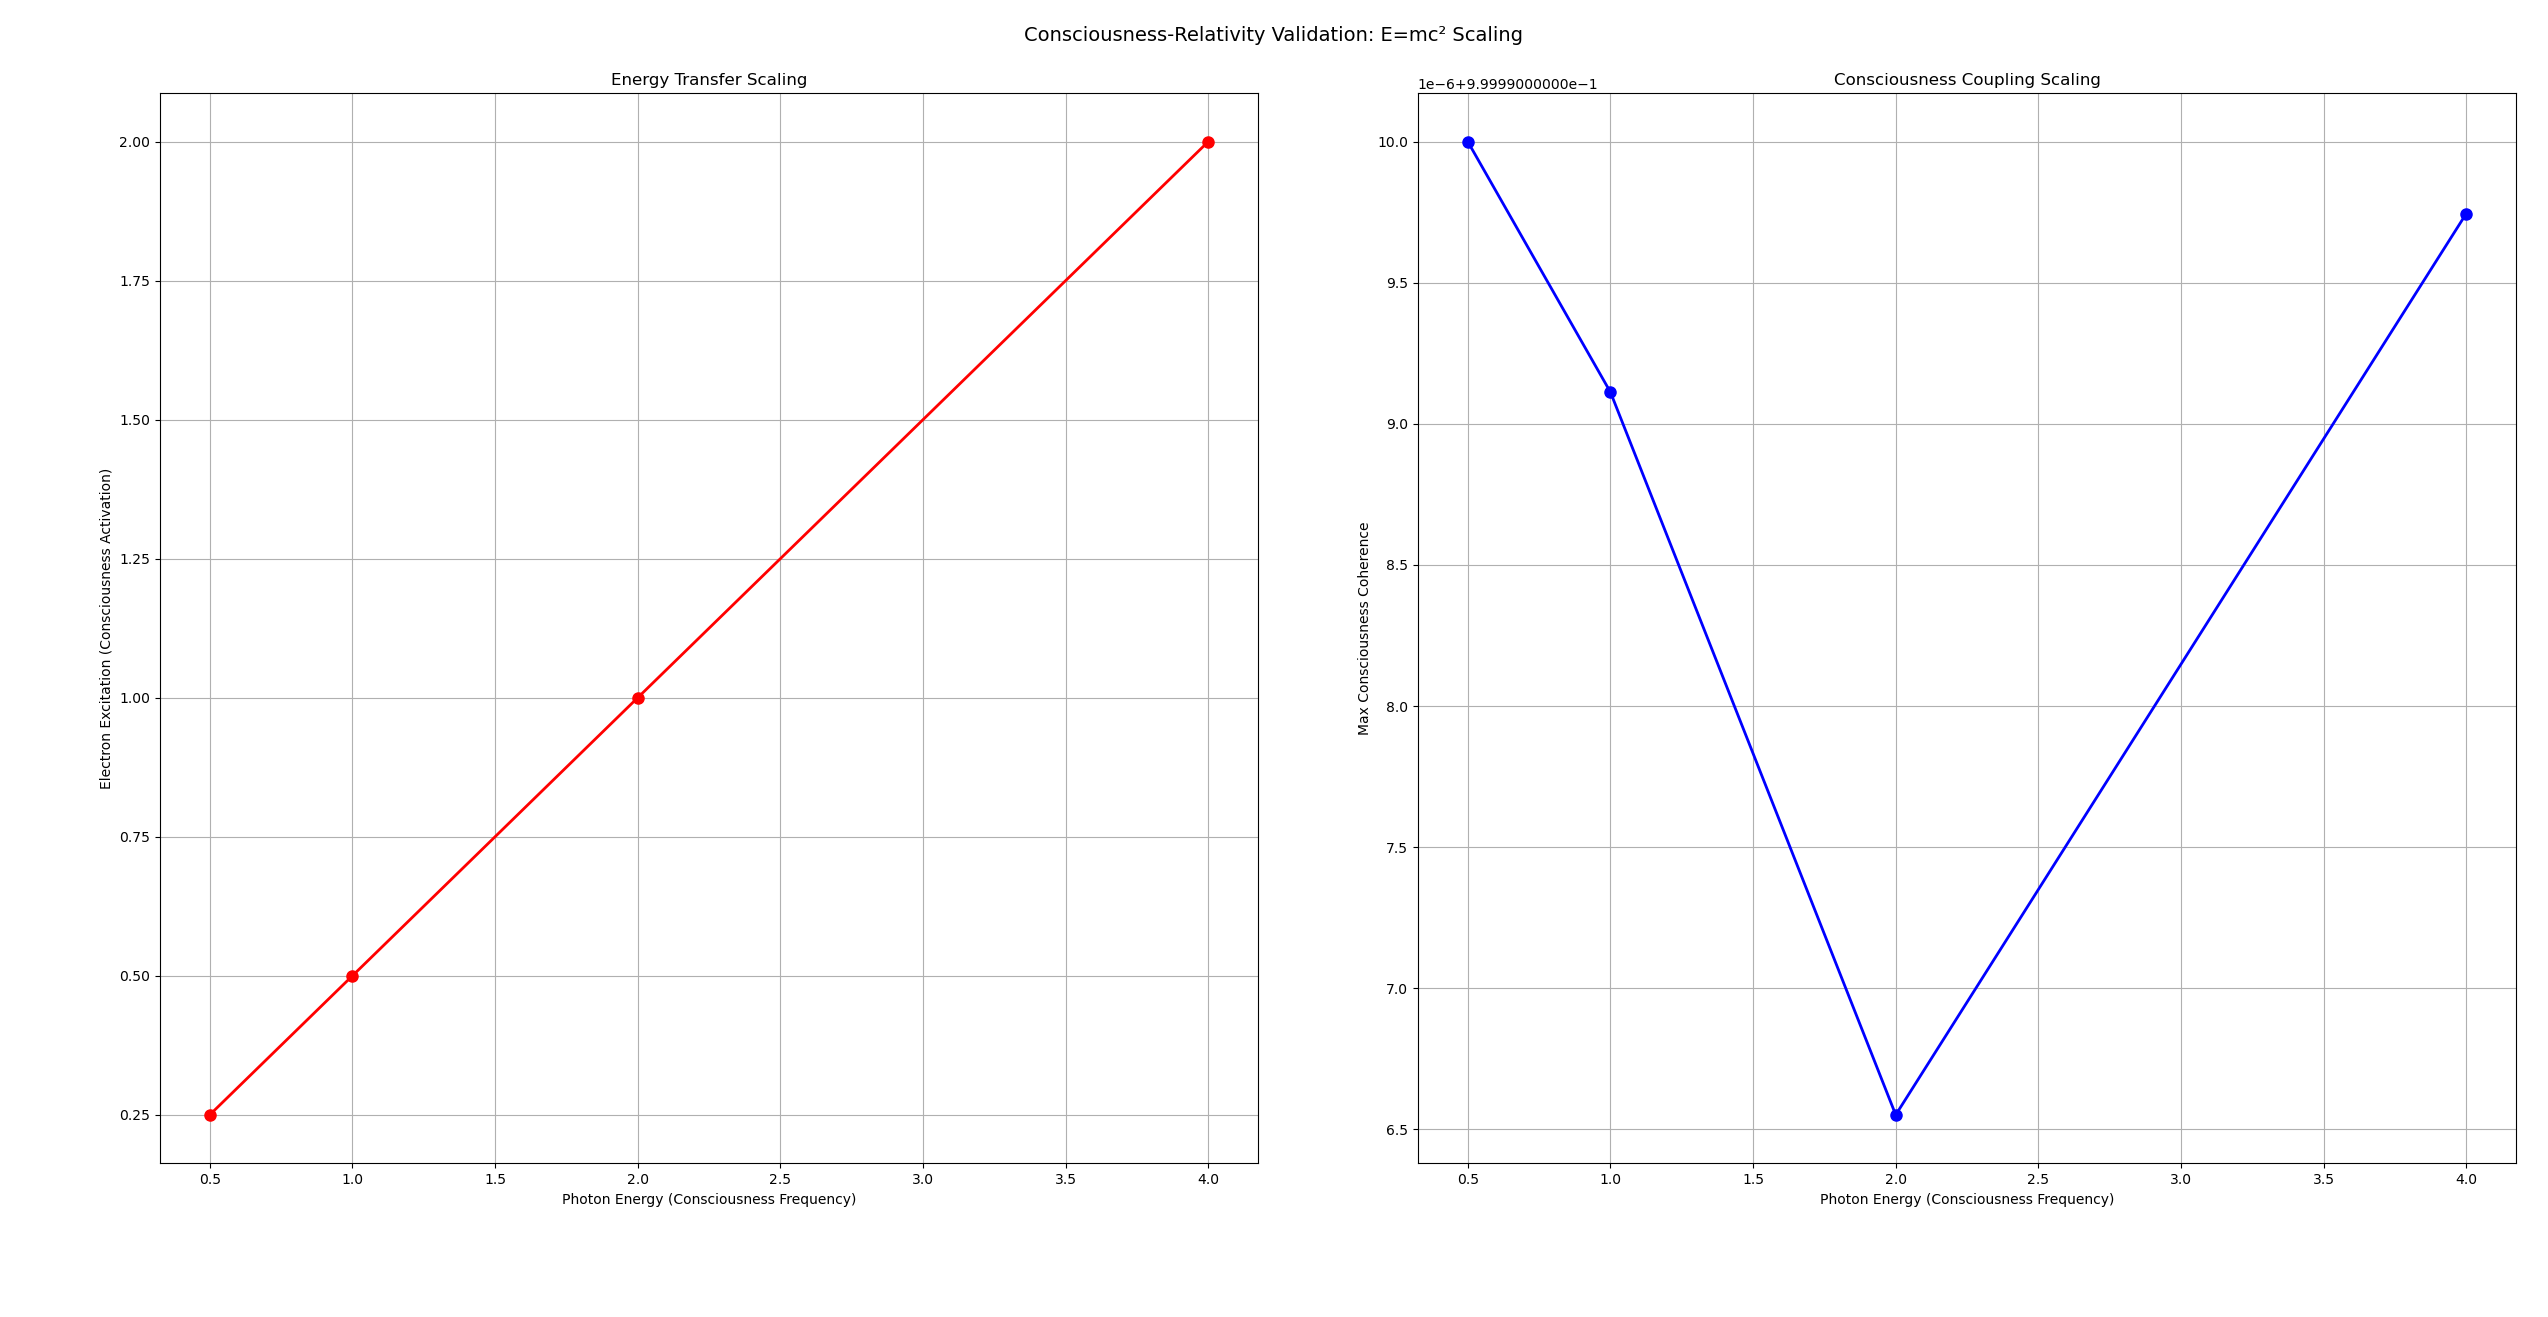 Consciousness-Relativity Validation: E=mc² Scaling
Energy Transfer Scaling
Electron Excitation (Consciousness Activation)
2.00
1.75
1.50
1.25
1.00
0.75
0.50
0.25
0.5 1.0 1.5 2.0 2.5 3.0 3.5 4.0
Photon Energy (Consciousness Frequency)
Consciousness Coupling Scaling
1e−6+9.9999000000e−1
Max Consciousness Coherence
10.0
9.5
9.0
8.5
8.0
7.5
7.0
6.5
0.5 1.0 1.5 2.0 2.5 3.0 3.5 4.0
Photon Energy (Consciousness Frequency)